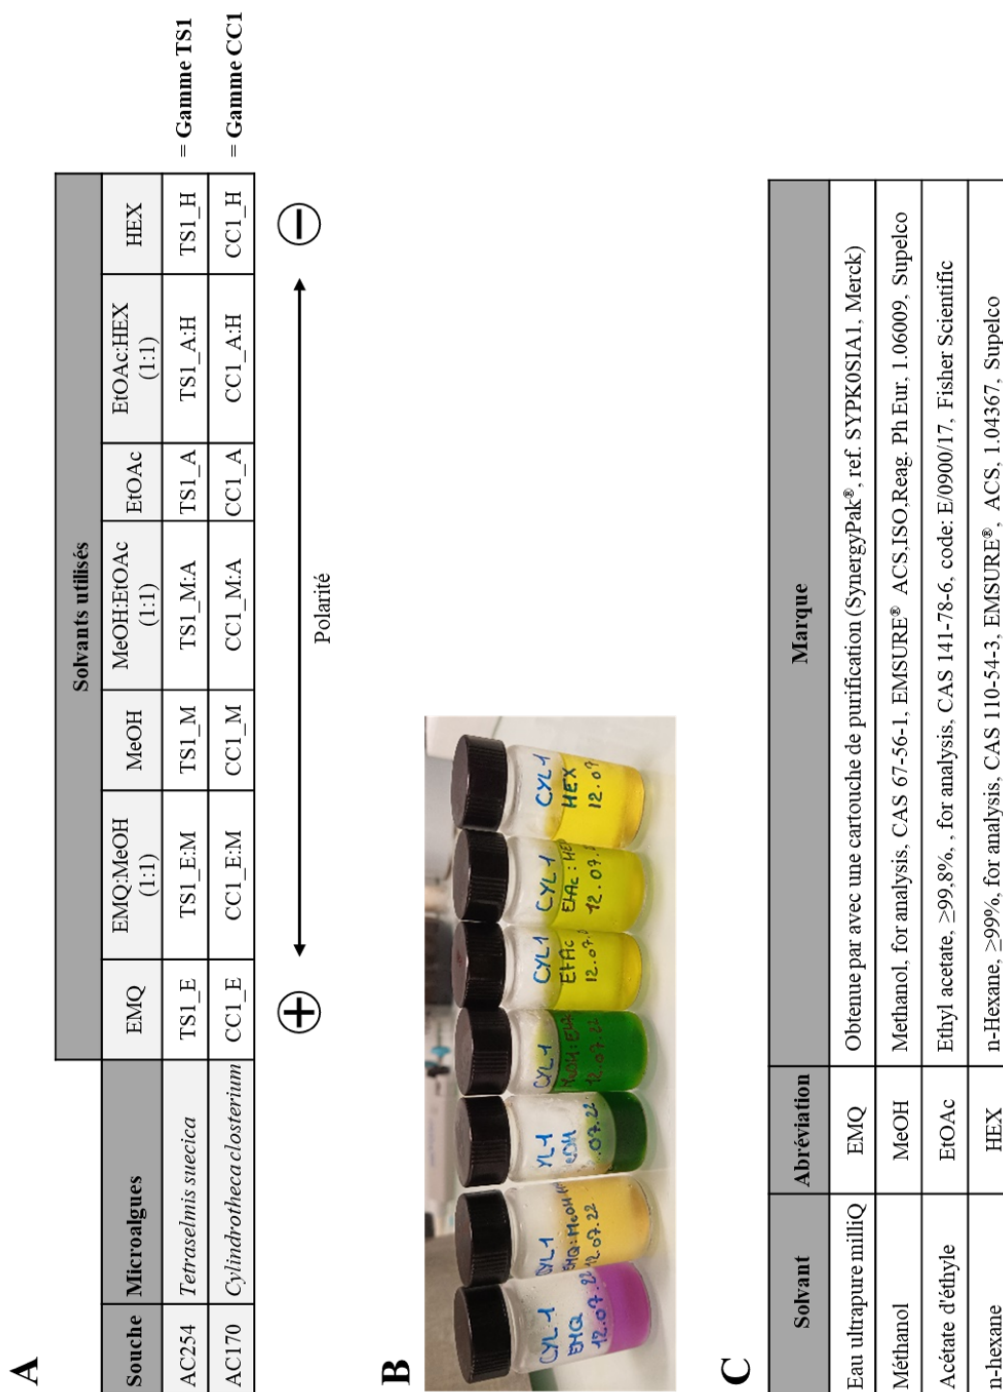 A
Solvants utilisés
Souche Microalgues EMQ EMQ:MeOH (1:1) MeOH MeOH:EtOAc (1:1) EtOAc EtOAc:HEX (1:1) HEX
AC254 Tetraselmis suecica TS1_E TS1_E:M TS1_M TS1_M:A TS1_A TS1_A:H TS1_H = Gamme TS1
AC170 Cylindrotheca closterium CC1_E CC1_E:M CC1_M CC1_M:A CC1_A CC1_A:H CC1_H = Gamme CC1
+ −
Polarité
B
CYL 1 EMQ 12.07.22
CYL 1 EMQ:MeOH 12.07.22
YL 1 eOH .07.22
CYL 1 MeOH:EtAc 12.07.22
CYL 1 EtAc 12.07.
CYL 1 EtAc:HE 12.07.
CYL 1 HEX 12.07
C
Solvant Abréviation Marque
Eau ultrapure milliQ EMQ Obtenue par avec une cartouche de purification (SynergyPak®, ref. SYPK0SIA1, Merck)
Méthanol MeOH Methanol, for analysis, CAS 67-56-1, EMSURE® ACS,ISO,Reag. Ph Eur, 1.06009, Supelco
Acétate d'éthyle EtOAc Ethyl acetate, ≥99,8%, , for analysis, CAS 141-78-6, code: E/0900/17, Fisher Scientific
n-hexane HEX n-Hexane, ≥99%, for analysis, CAS 110-54-3, EMSURE®, ACS, 1.04367, Supelco